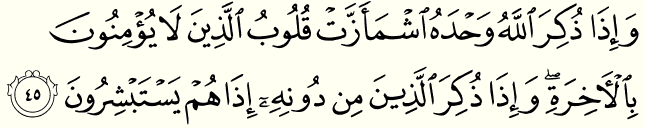 وَإِذَا ذُكِرَ ٱللَّهُ وَحْدَهُ ٱشْمَأَزَّتْ قُلُوبُ ٱلَّذِينَ لَا يُؤْمِنُونَ
بِٱلْأَخِرَةِۖ وَإِذَا ذُكِرَ ٱلَّذِينَ مِن دُونِهِۦٓ إِذَا هُمْ يَسْتَبْشِرُونَ ٤٥